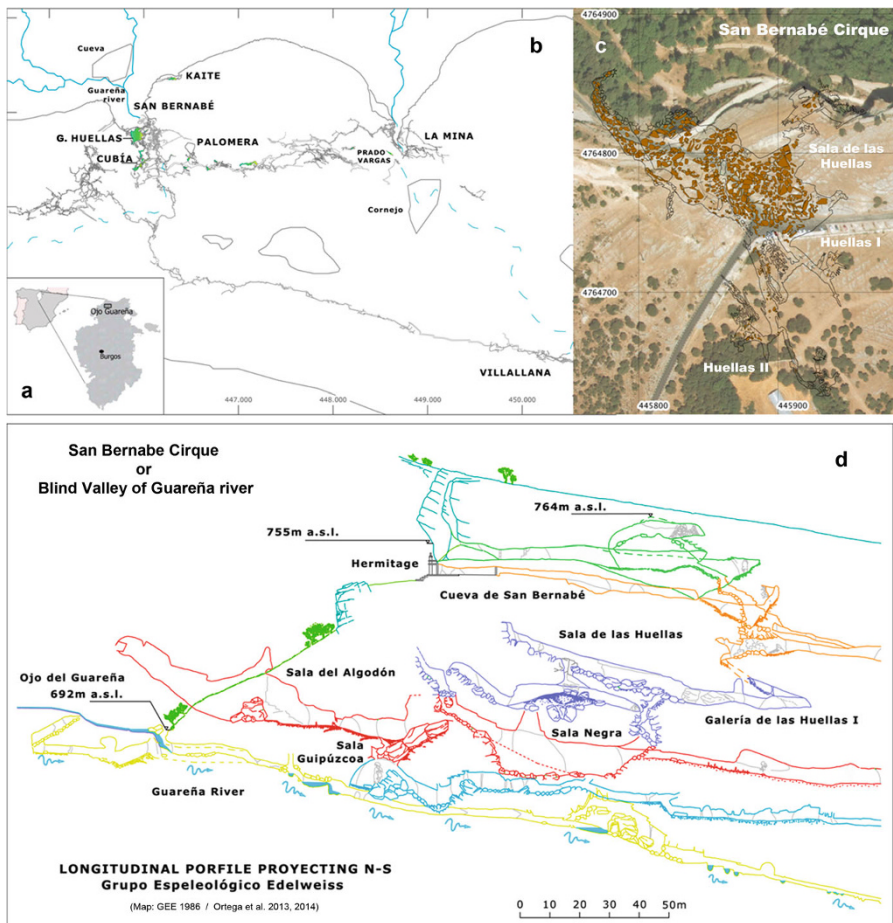 b
Cueva
KAITE
Guareña
river
SAN BERNABÉ
G. HUELLAS
PALOMERA
LA MINA
CUBÍA
PRADO
VARGAS
Cornejo
Ojo Guareña
Burgos
a
VILLALLANA
447.000
448.000
449.000
450.000
4764900
San Bernabé Cirque
c
4764800
Sala de las
Huellas
Huellas I
4764700
Huellas II
445800
445900
San Bernabe Cirque
or
Blind Valley of Guareña river
d
764m a.s.l.
755m a.s.l.
Hermitage
Cueva de San Bernabé
Sala de las Huellas
Ojo del Guareña
692m a.s.l.
Sala del Algodón
Galería de las Huellas I
Sala Negra
Sala
Guipúzcoa
Guareña River
LONGITUDINAL PORFILE PROYECTING N-S
Grupo Espeleológico Edelweiss
(Map: GEE 1986 / Ortega et al. 2013, 2014)
0 10 20 30 40 50m